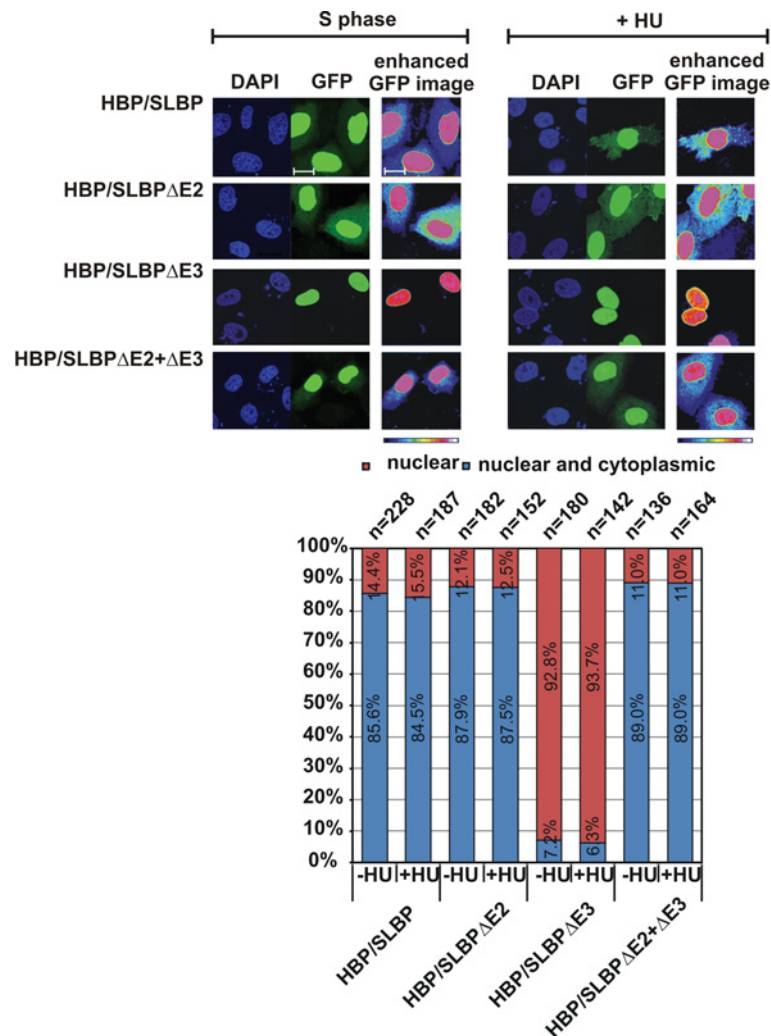 S phase
+ HU
DAPI GFP enhanced GFP image
DAPI GFP enhanced GFP image
HBP/SLBP
HBP/SLBPΔE2
HBP/SLBPΔE3
HBP/SLBPΔE2+ΔE3
nuclear nuclear and cytoplasmic
n=228 n=187 n=182 n=152 n=180 n=142 n=136 n=164
100%
90%
80%
70%
60%
50%
40%
30%
20%
10%
0%
14.4% 15.5% 12.1% 12.5% 92.8% 93.7% 11.0% 11.0%
85.6% 84.5% 87.9% 87.5% 7.2% 6.3% 89.0% 89.0%
-HU +HU -HU +HU -HU +HU -HU +HU
HBP/SLBP HBP/SLBPΔE2 HBP/SLBPΔE3 HBP/SLBPΔE2+ΔE3